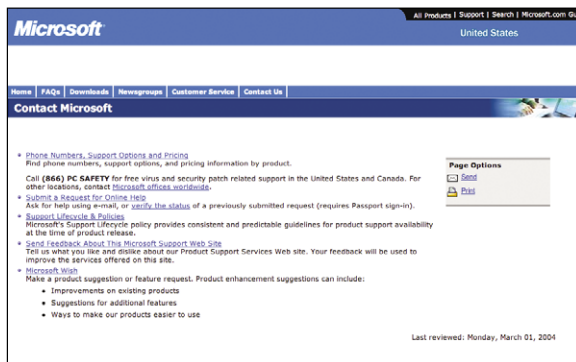 All Products | Support | Search | Microsoft.com Gu
Microsoft
United States
Home | FAQs | Downloads | Newsgroups | Customer Service | Contact Us |
Contact Microsoft
Phone Numbers, Support Options and Pricing
Find phone numbers, support options, and pricing information by product.
Call (866) PC SAFETY for free virus and security patch related support in the United States and Canada. For
other locations, contact Microsoft offices worldwide.
Submit a Request for Online Help
Ask for help using e-mail, or verify the status of a previously submitted request (requires Passport sign-in).
Support Lifecycle & Policies
Microsoft's Support Lifecycle policy provides consistent and predictable guidelines for product support availability
at the time of product release.
Send Feedback About This Microsoft Support Web Site
Tell us what you like and dislike about our Product Support Services Web site. Your feedback will be used to
improve the services offered on this site.
Microsoft Wish
Make a product suggestion or feature request. Product enhancement suggestions can include:
• Improvements on existing products
• Suggestions for additional features
• Ways to make our products easier to use
Page Options
Send
Print
Last reviewed: Monday, March 01, 2004